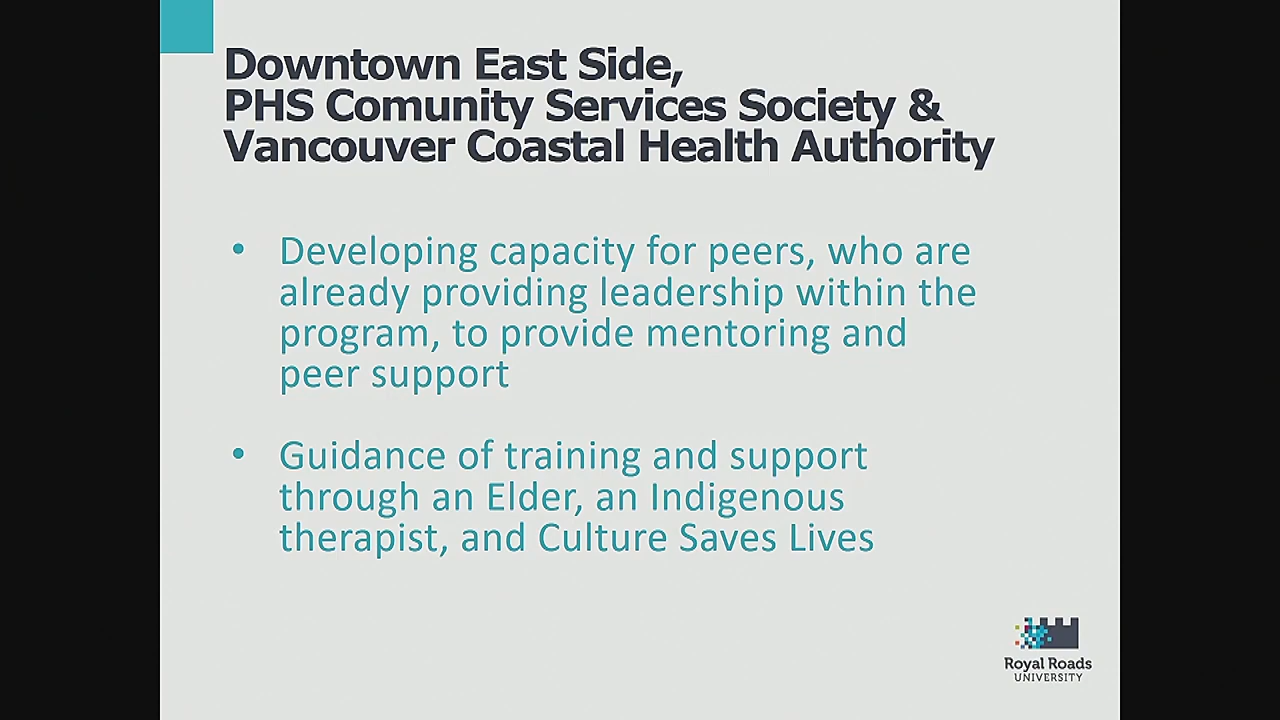 Downtown East Side,
PHS Comunity Services Society &
Vancouver Coastal Health Authority
• Developing capacity for peers, who are
already providing leadership within the
program, to provide mentoring and
peer support
• Guidance of training and support
through an Elder, an Indigenous
therapist, and Culture Saves Lives
Royal Roads
UNIVERSITY